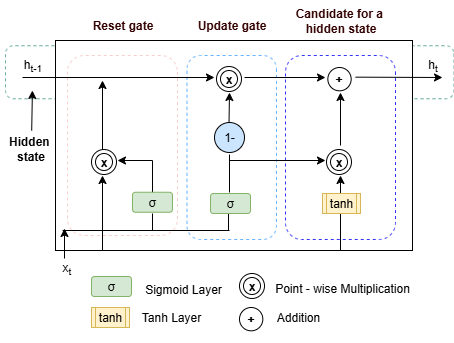 Reset gate
Update gate
Candidate for a
hidden state
hₜ₋₁
hₜ
x
+
Hidden
state
1-
x
x
σ
σ
tanh
xₜ
σ
Sigmoid Layer
x
Point - wise Multiplication
tanh
Tanh Layer
+
Addition